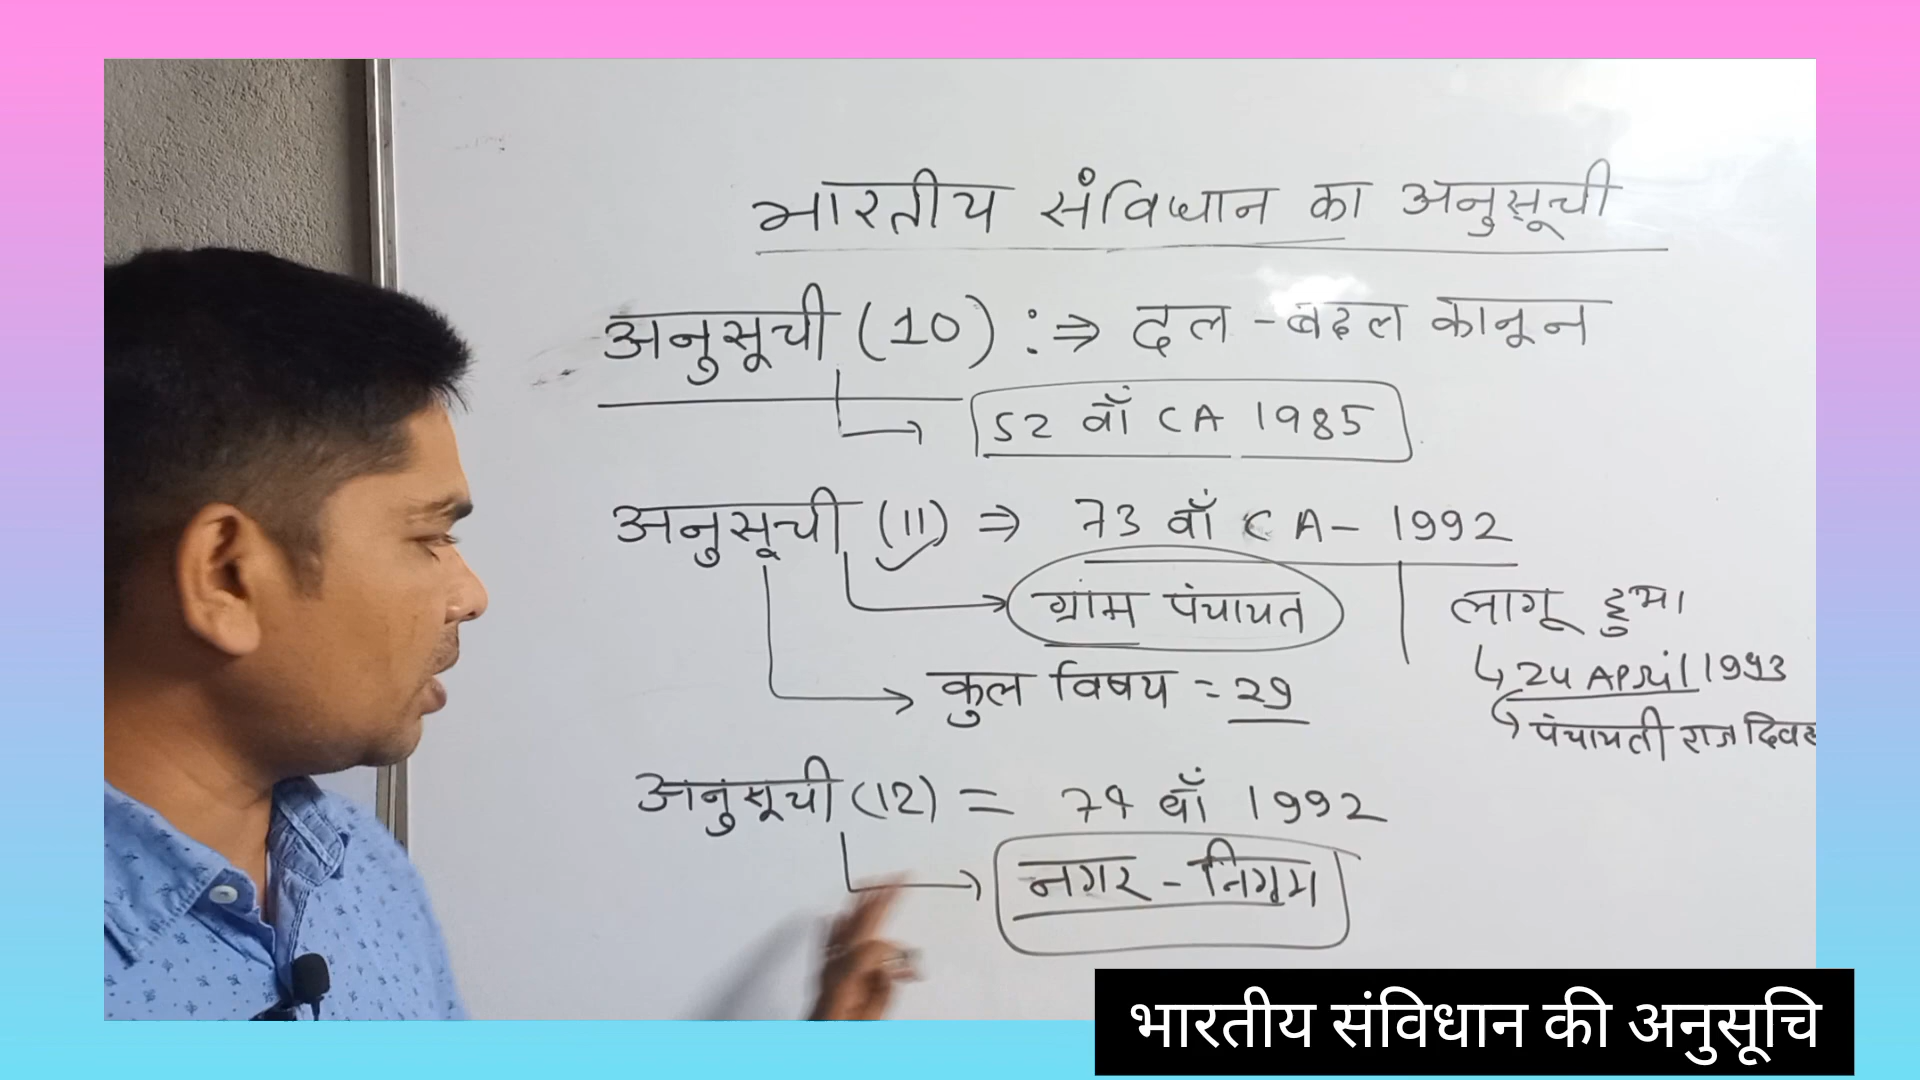 भारतीय संविधान का अनुसूची
अनुसूची (10) :⇒ दल - बदल कानून
52 वाँ CA 1985
अनुसूची (11) ⇒ 73 वाँ CA - 1992
ग्राम पंचायत
लागू हुआ
24 April 1993
पंचायती राज दिवस
कुल विषय = 29
अनुसूची (12) = 74 वाँ 1992
नगर - निगम
भारतीय संविधान की अनुसूचि